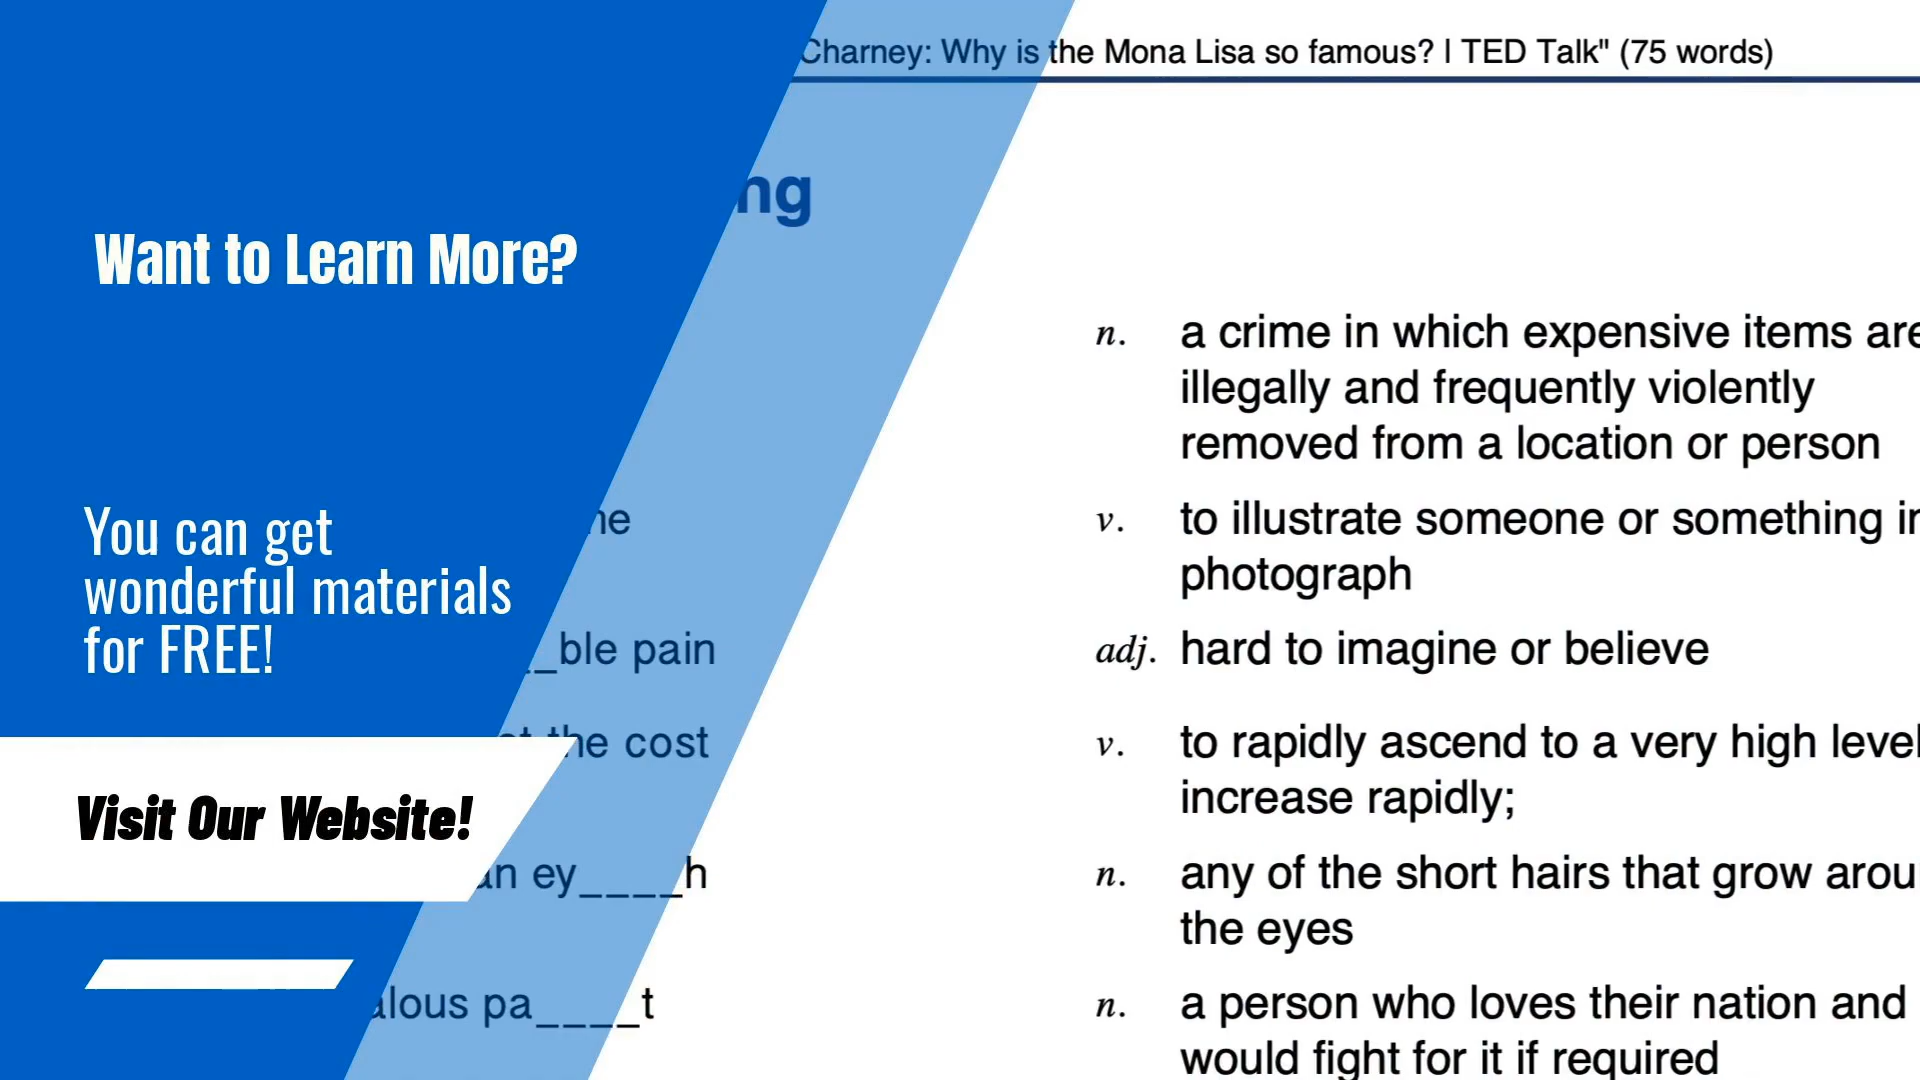 Charney: Why is the Mona Lisa so famous? | TED Talk" (75 words)
ng
Want to Learn More?
You can get
wonderful materials
for FREE!
Visit Our Website!
n. a crime in which expensive items are
illegally and frequently violently
removed from a location or person
ne
v. to illustrate someone or something in
photograph
_ble pain
adj. hard to imagine or believe
the cost
v. to rapidly ascend to a very high level
increase rapidly;
an ey____h
n. any of the short hairs that grow arou
the eyes
alous pa____t
n. a person who loves their nation and
would fight for it if required